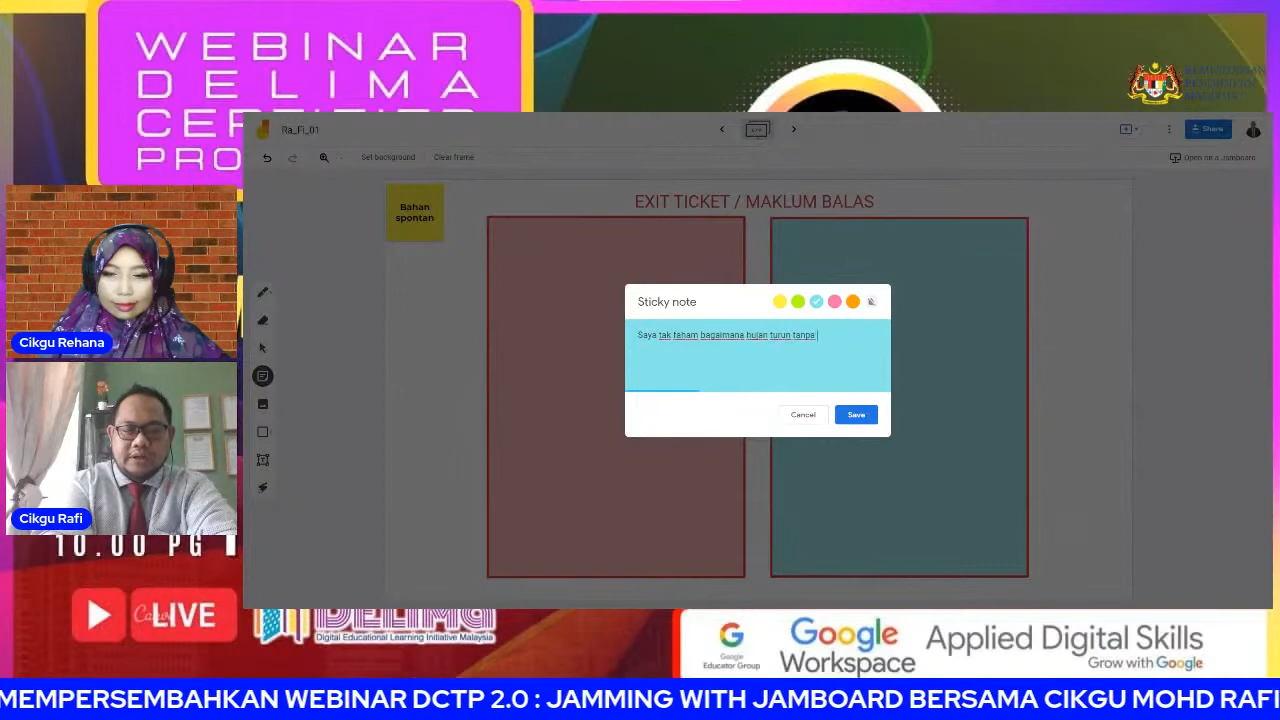 WEBINAR
DELIMA
PRO
Ra_Fi_01
Share
Set background
Clear frame
Open on a Jamboard
Bahan
spontan
EXIT TICKET / MAKLUM BALAS
Sticky note
Saya tak faham bagaimana hujan turun tanpa
Cancel
Save
Cikgu Rehana
Cikgu Rafi
10.00 PG
LIVE
DELIMa
Digital Educational Learning Initiative Malaysia
Google
Educator Group
Google
Workspace
Applied Digital Skills
Grow with Google
MEMPERSEMBAHKAN WEBINAR DCTP 2.0 : JAMMING WITH JAMBOARD BERSAMA CIKGU MOHD RAFI